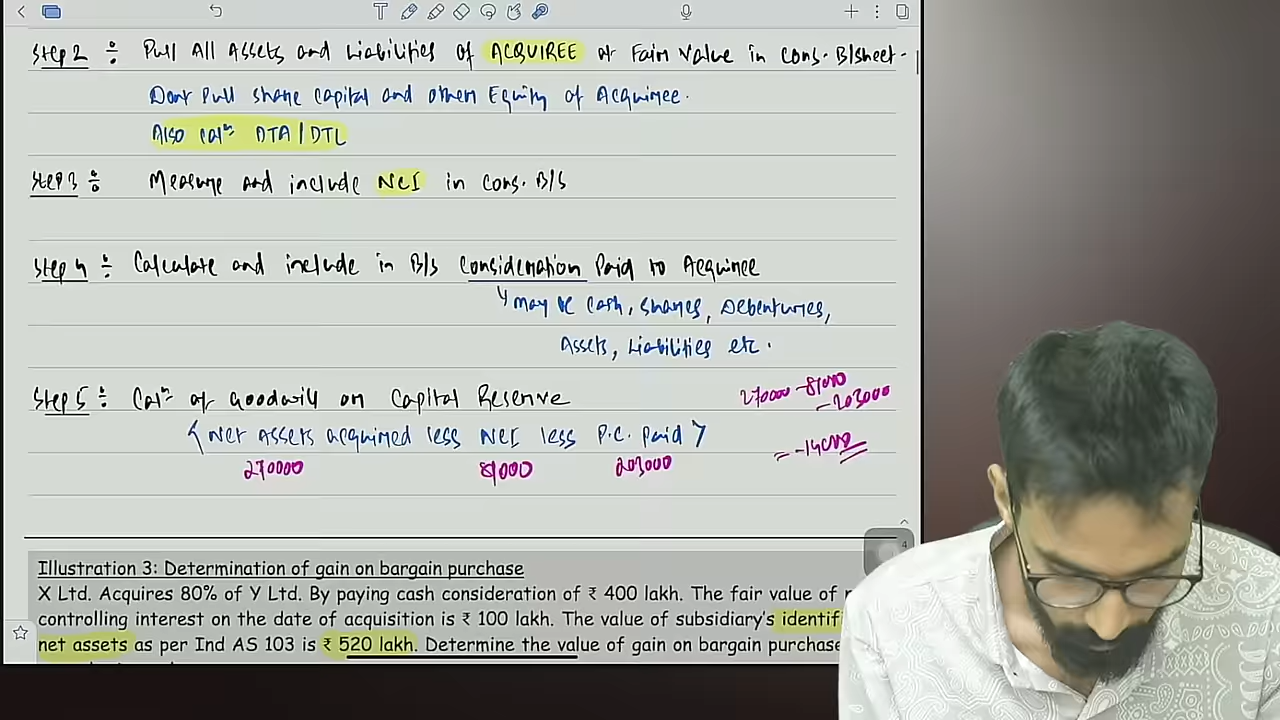 Step 2 : Pull All Assets and Liabilities of ACQUIREE at Fair Value in Cons. B/sheet.
Dont Pull share capital and other Equity of Acquiree.
Also calⁿ DTA/DTL
Step 3 : Measure and include NCI in Cons. B/S
Step 4 : Calculate and include in B/s Consideration Paid to Acquiree
may be cash, shares, Debentures,
Assets, Liabilities etc.
Step 5 : Calⁿ of Goodwill or Capital Reserve
270000 - 81000
- 203000
< Net Assets acquired less NCI less P.C. Paid >
= -14000
270000 81000 203000
4
Illustration 3: Determination of gain on bargain purchase
X Ltd. Acquires 80% of Y Ltd. By paying cash consideration of ₹ 400 lakh. The fair value of
controlling interest on the date of acquisition is ₹ 100 lakh. The value of subsidiary's identif
net assets as per Ind AS 103 is ₹ 520 lakh. Determine the value of gain on bargain purchase